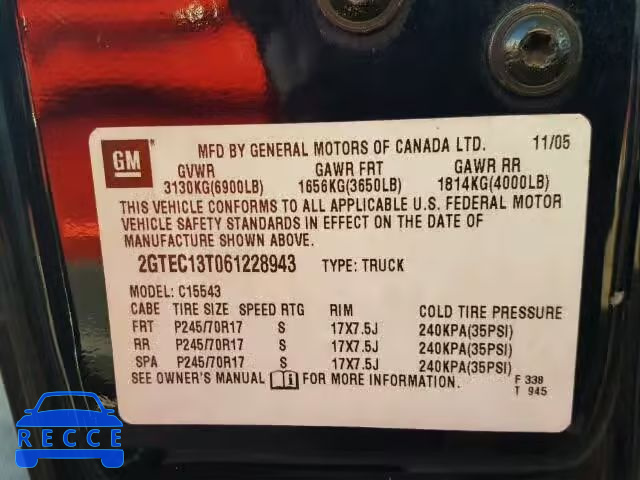 GM
MFD BY GENERAL MOTORS OF CANADA LTD. 11/05
GVWR GAWR FRT GAWR RR
3130KG(6900LB) 1656KG(3650LB) 1814KG(4000LB)
THIS VEHICLE CONFORMS TO ALL APPLICABLE U.S. FEDERAL MOTOR
VEHICLE SAFETY STANDARDS IN EFFECT ON THE DATE OF
MANUFACTURE SHOWN ABOVE.
2GTEC13T061228943 TYPE: TRUCK
MODEL: C15543
CABE TIRE SIZE SPEED RTG RIM COLD TIRE PRESSURE
FRT P245/70R17 S 17X7.5J 240KPA(35PSI)
RR P245/70R17 S 17X7.5J 240KPA(35PSI)
SPA P245/70R17 S 17X7.5J 240KPA(35PSI)
SEE OWNER'S MANUAL FOR MORE INFORMATION. F 338
T 945
RECCE